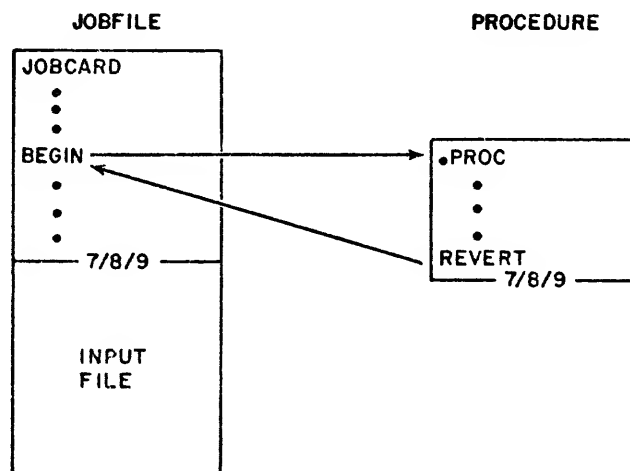 JOBFILE
PROCEDURE
JOBCARD
BEGIN
.PROC
REVERT
7/8/9
7/8/9
INPUT
FILE